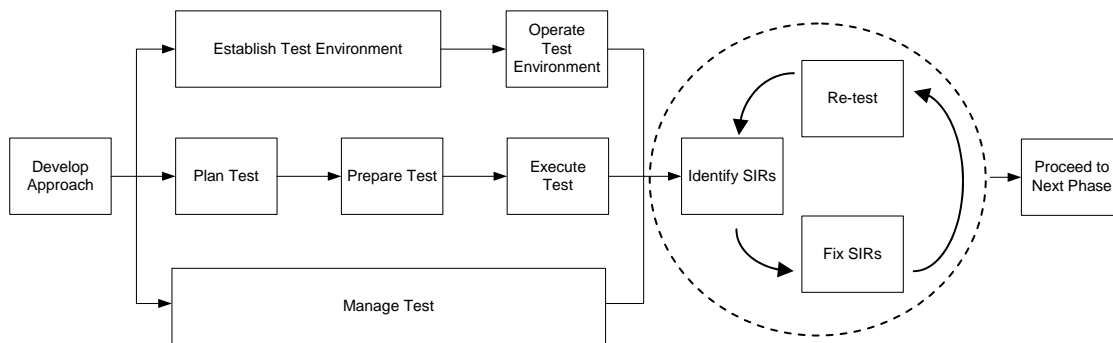 Establish Test Environment
Operate
Test
Environment
Develop
Approach
Plan Test
Prepare Test
Execute
Test
Manage Test
Identify SIRs
Re-test
Fix SIRs
Proceed to
Next Phase